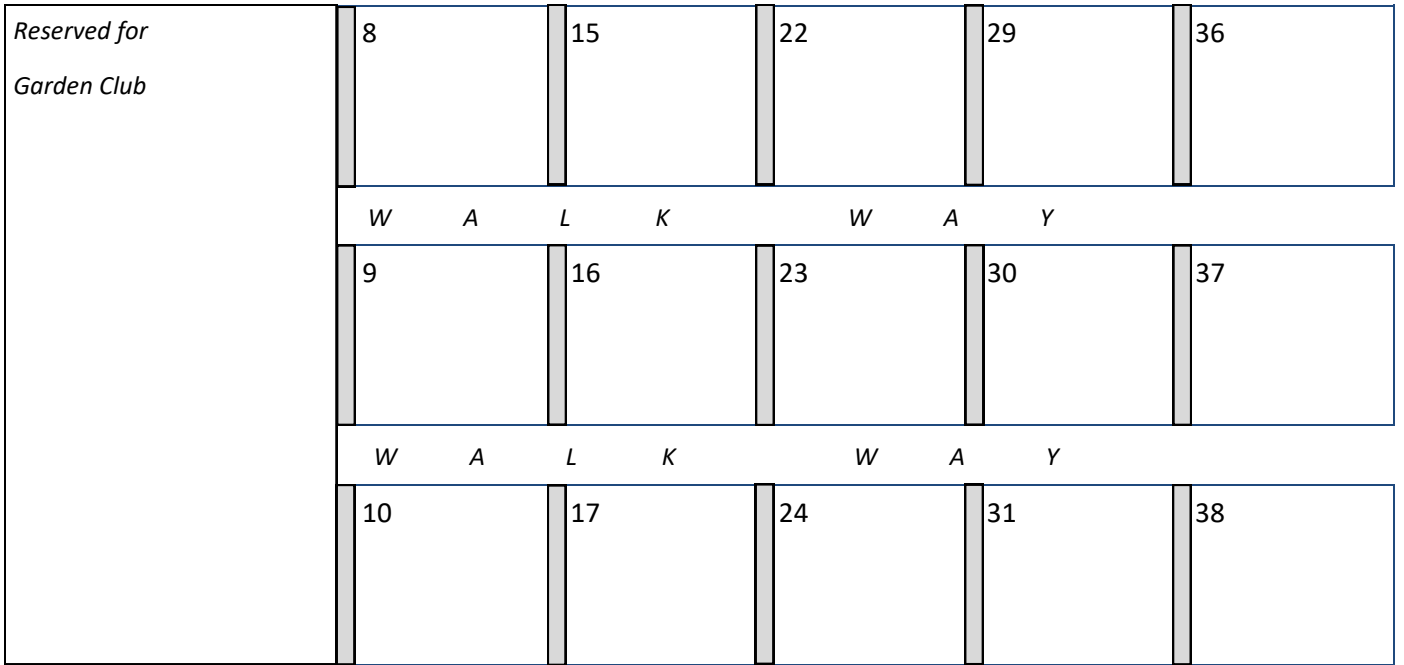 Reserved for
Garden Club
8 15 22 29 36
W A L K W A Y
9 16 23 30 37
W A L K W A Y
10 17 24 31 38